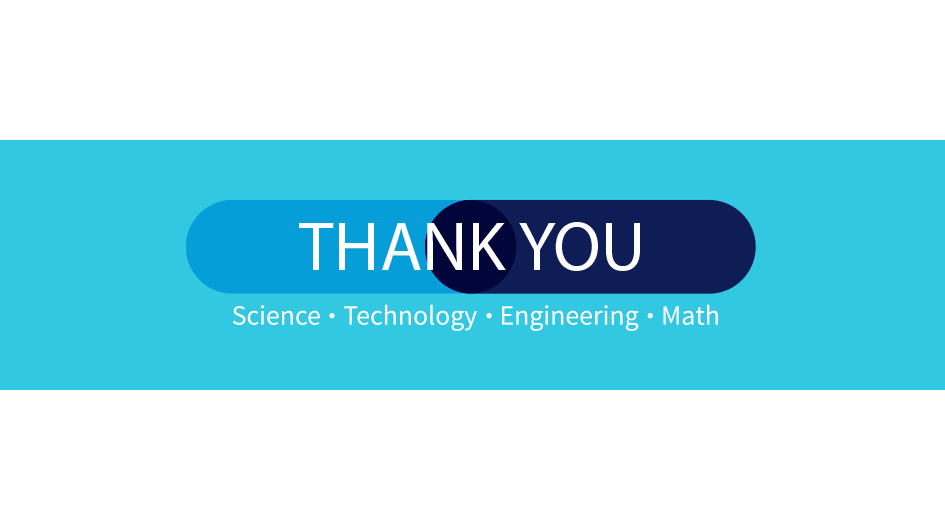 THANK YOU
Science • Technology • Engineering • Math